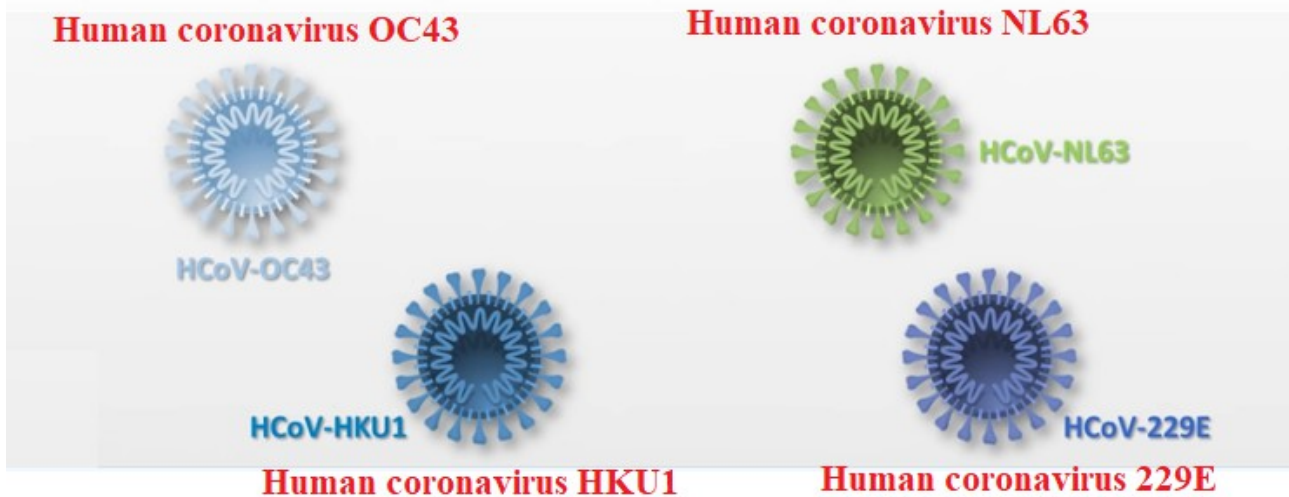 Human coronavirus OC43
Human coronavirus NL63
HCoV-NL63
HCoV-OC43
HCoV-HKU1
HCoV-229E
Human coronavirus HKU1
Human coronavirus 229E